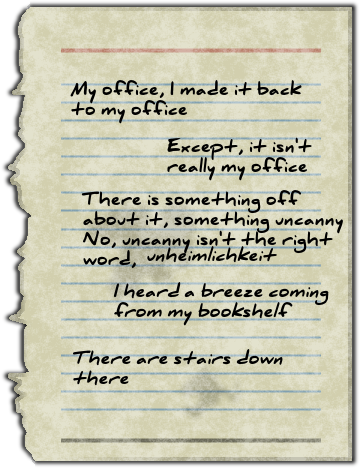 My office, I made it back
to my office
Except, it isn't
really my office
There is something off
about it, something uncanny
No, uncanny isn't the right
word, unheimlichkeit
I heard a breeze coming
from my bookshelf
There are stairs down
there